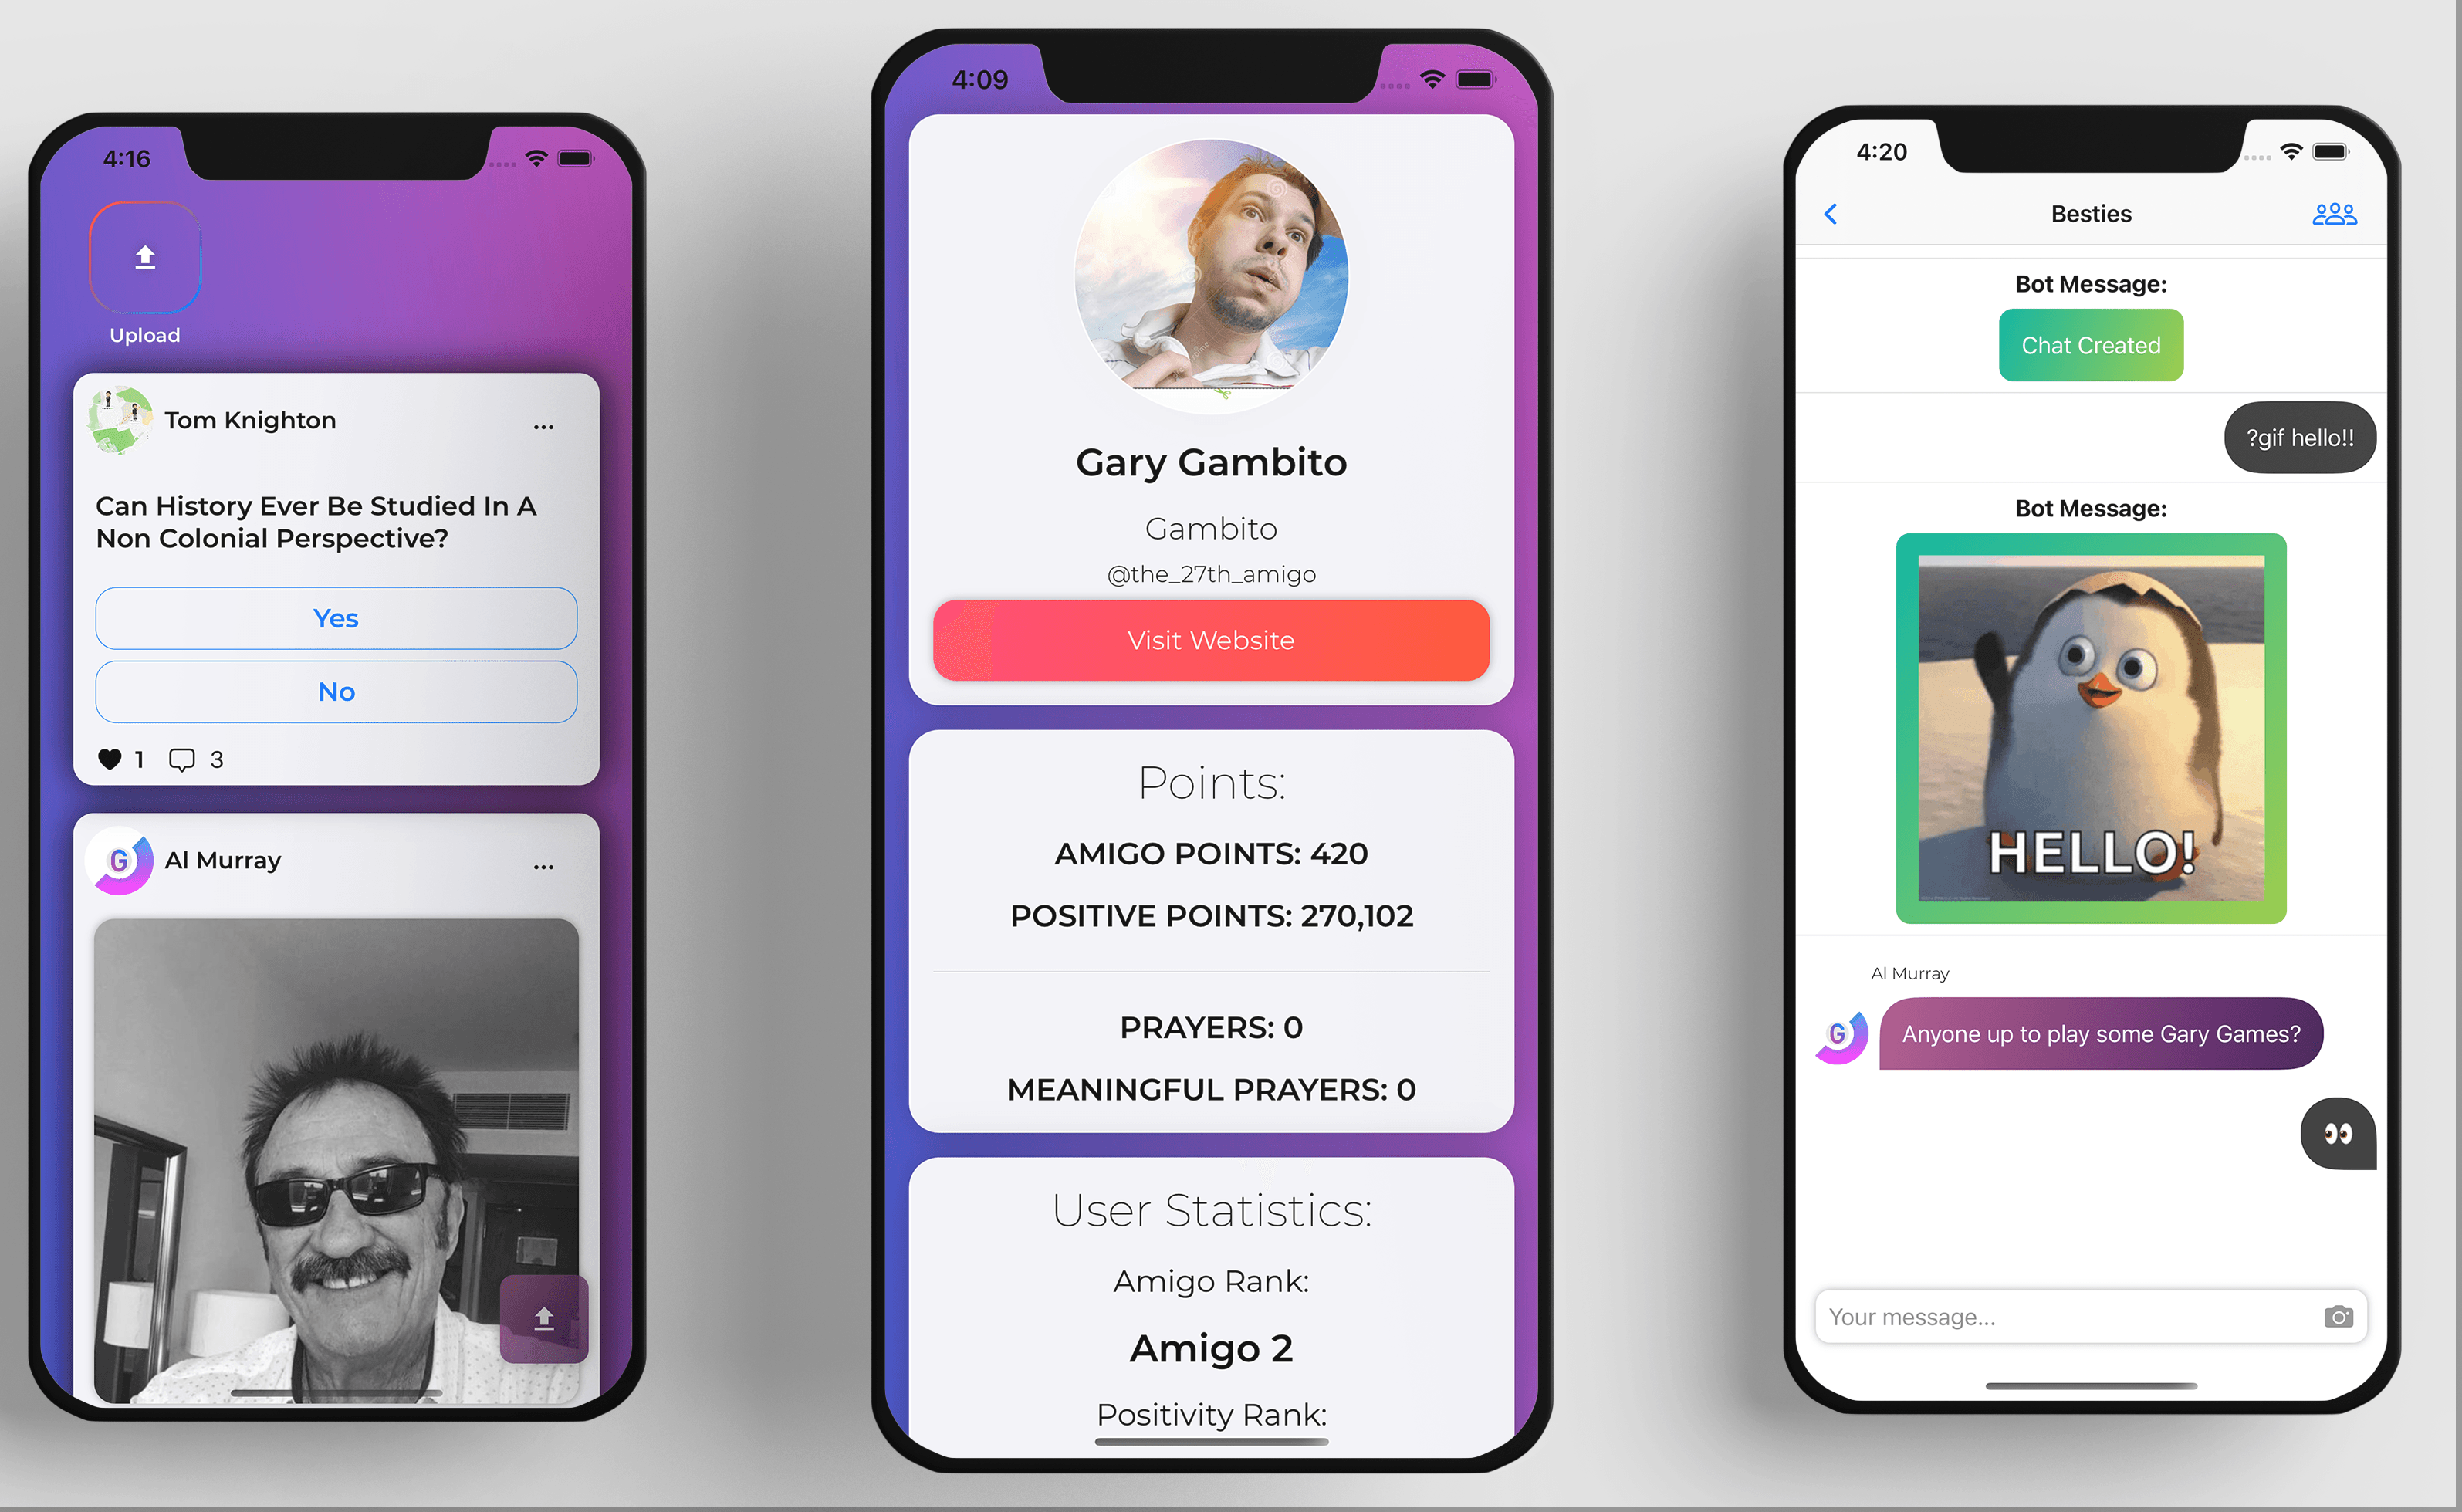 4:16
Upload
Tom Knighton
...
Can History Ever Be Studied In A
Non Colonial Perspective?
Yes
No
1 3
G
Al Murray
...
4:09
Gary Gambito
Gambito
@the_27th_amigo
Visit Website
Points:
AMIGO POINTS: 420
POSITIVE POINTS: 270,102
PRAYERS: 0
MEANINGFUL PRAYERS: 0
User Statistics:
Amigo Rank:
Amigo 2
Positivity Rank:
4:20
Besties
Bot Message:
Chat Created
?gif hello!!
Bot Message:
HELLO!
Al Murray
G
Anyone up to play some Gary Games?
Your message...